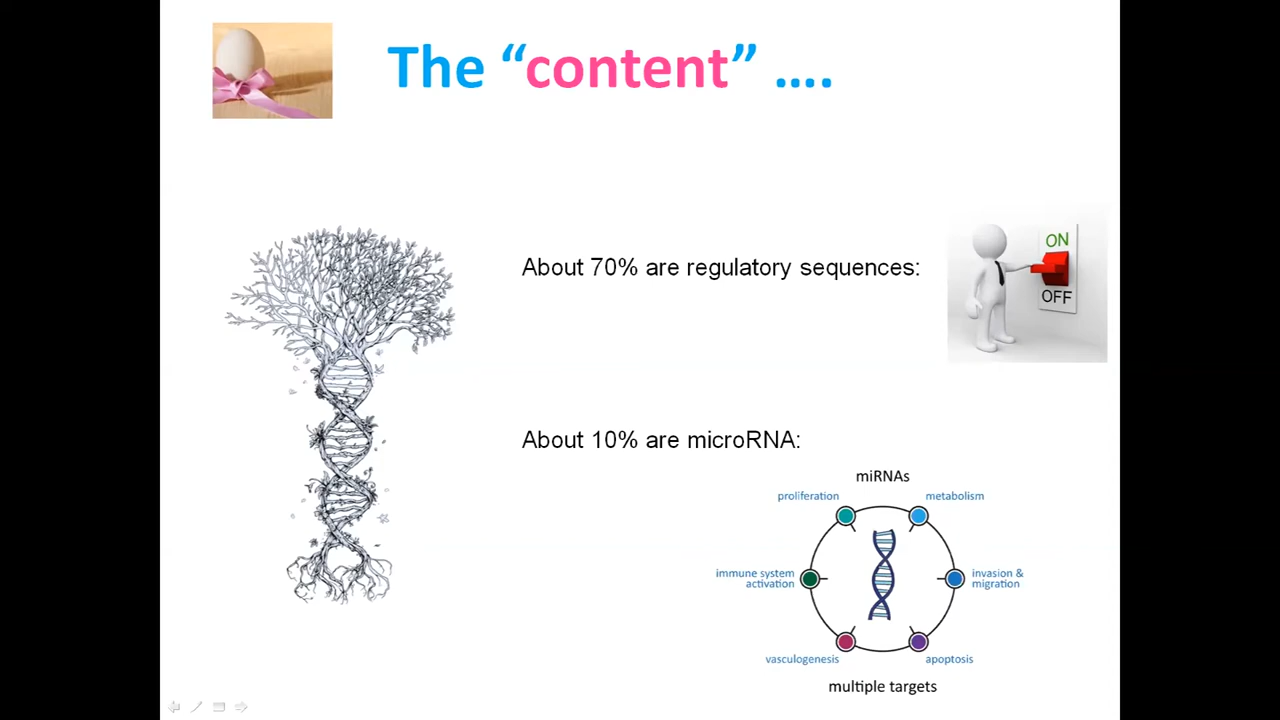 The “content” ....
About 70% are regulatory sequences:
ON
OFF
About 10% are microRNA:
miRNAs
proliferation
metabolism
immune system
activation
invasion &
migration
vasculogenesis
apoptosis
multiple targets